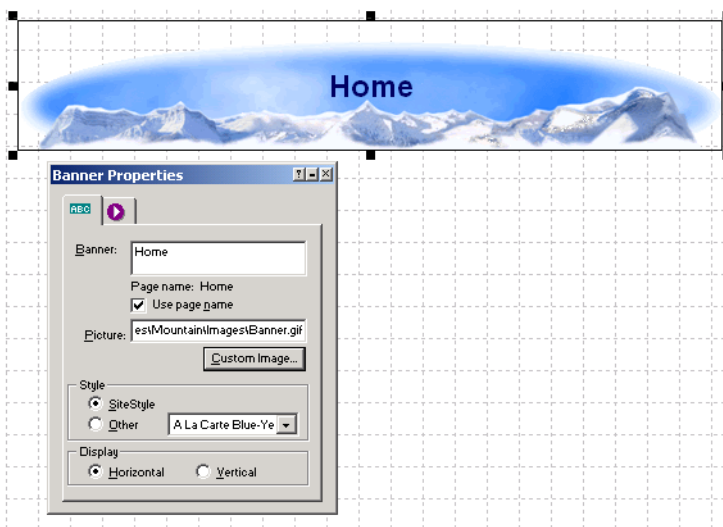 Home
Banner Properties
ABC
Banner:
Home
Page name: Home
Use page name
Picture:
es\Mountain\Images\Banner.gif
Custom Image...
Style
SiteStyle
Other
A La Carte Blue-Ye
Display
Horizontal
Vertical